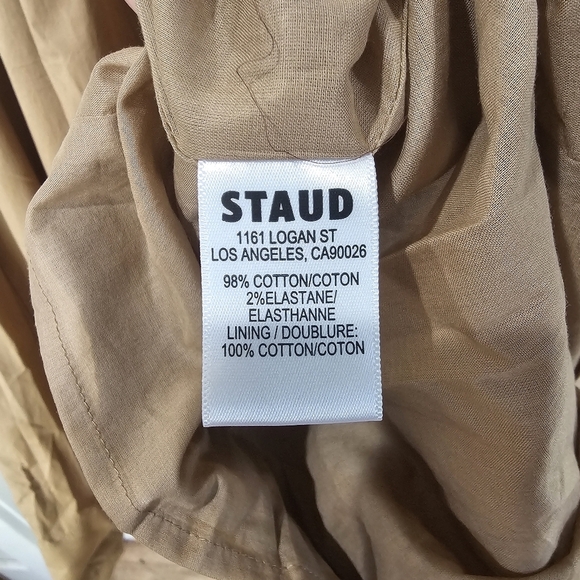 STAUD
1161 LOGAN ST
LOS ANGELES, CA90026
98% COTTON/COTON
2%ELASTANE/
ELASTHANNE
LINING / DOUBLURE:
100% COTTON/COTON